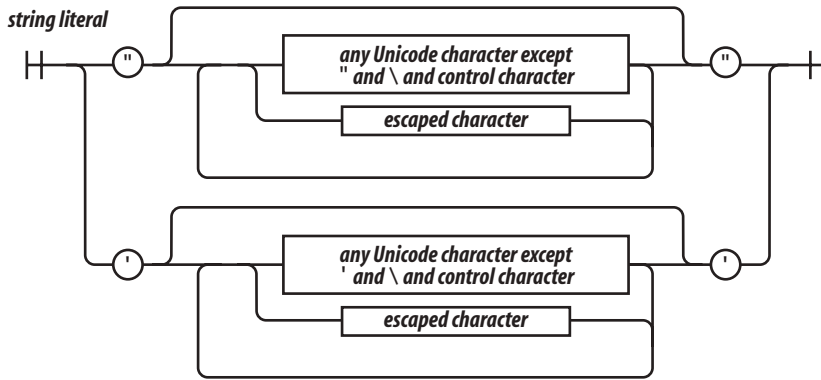 string literal
"
any Unicode character except
" and \ and control character
"
escaped character
'
any Unicode character except
' and \ and control character
'
escaped character